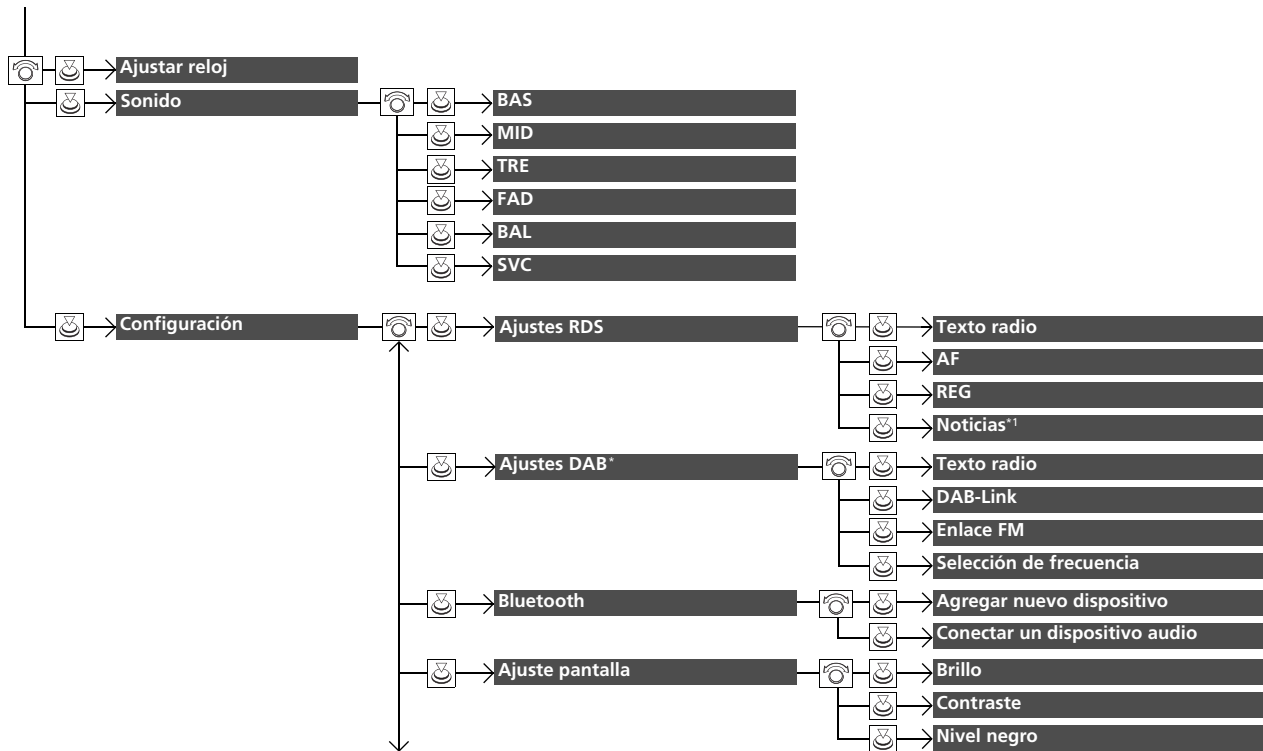 Ajustar reloj
Sonido
BAS
MID
TRE
FAD
BAL
SVC
Configuración
Ajustes RDS
Texto radio
AF
REG
Noticias*1
Ajustes DAB*
Texto radio
DAB-Link
Enlace FM
Selección de frecuencia
Bluetooth
Agregar nuevo dispositivo
Conectar un dispositivo audio
Ajuste pantalla
Brillo
Contraste
Nivel negro